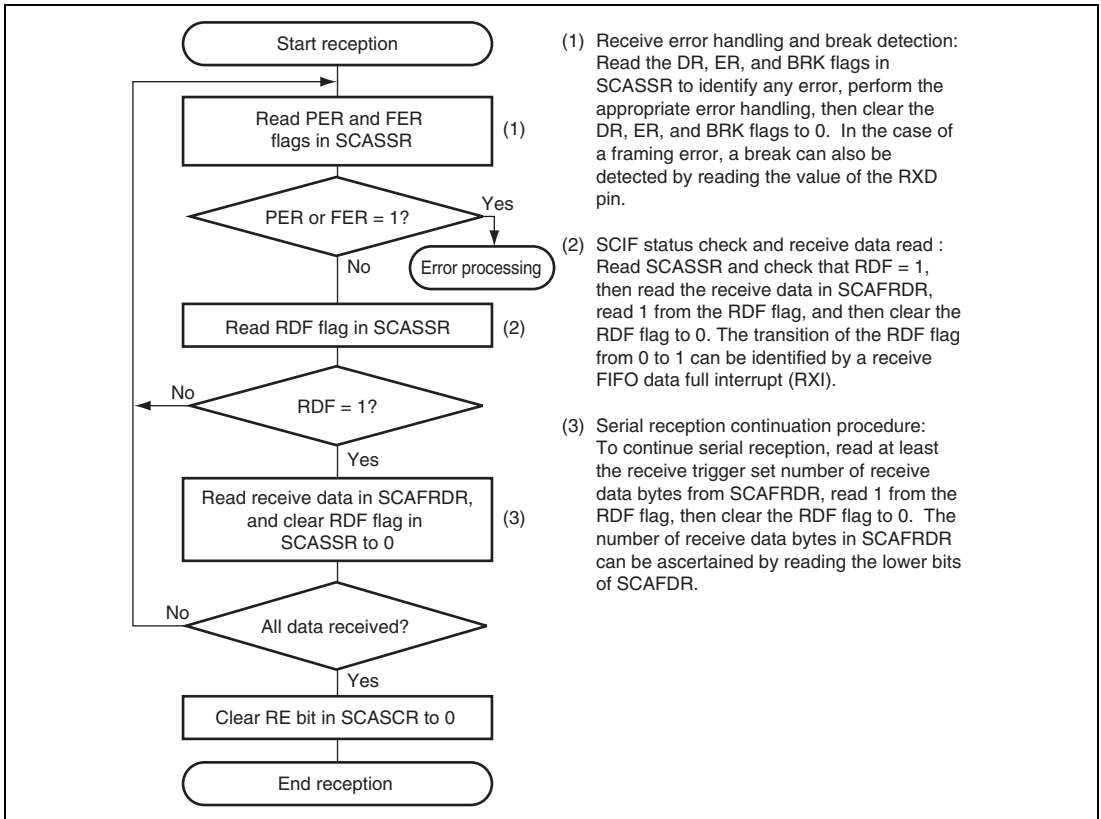 Start reception
Read PER and FER
flags in SCASSR
(1)
PER or FER = 1?
Yes
No
Error processing
Read RDF flag in SCASSR
(2)
No
RDF = 1?
Yes
Read receive data in SCAFRDR,
and clear RDF flag in
SCASSR to 0
(3)
No
All data received?
Yes
Clear RE bit in SCASCR to 0
End reception
(1) Receive error handling and break detection:
Read the DR, ER, and BRK flags in
SCASSR to identify any error, perform the
appropriate error handling, then clear the
DR, ER, and BRK flags to 0. In the case of
a framing error, a break can also be
detected by reading the value of the RXD
pin.
(2) SCIF status check and receive data read :
Read SCASSR and check that RDF = 1,
then read the receive data in SCAFRDR,
read 1 from the RDF flag, and then clear the
RDF flag to 0. The transition of the RDF flag
from 0 to 1 can be identified by a receive
FIFO data full interrupt (RXI).
(3) Serial reception continuation procedure:
To continue serial reception, read at least
the receive trigger set number of receive
data bytes from SCAFRDR, read 1 from the
RDF flag, then clear the RDF flag to 0. The
number of receive data bytes in SCAFRDR
can be ascertained by reading the lower bits
of SCAFDR.